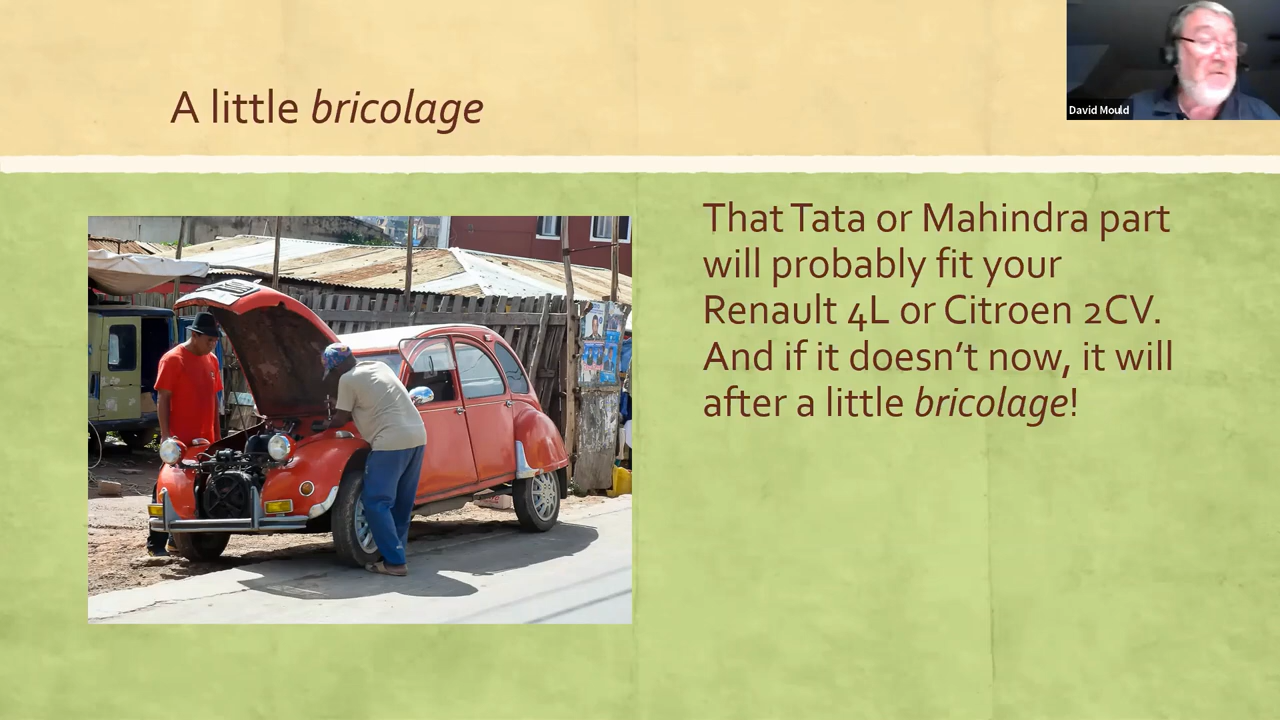 A little bricolage
David Mould
That Tata or Mahindra part
will probably fit your
Renault 4L or Citroen 2CV.
And if it doesn't now, it will
after a little bricolage!